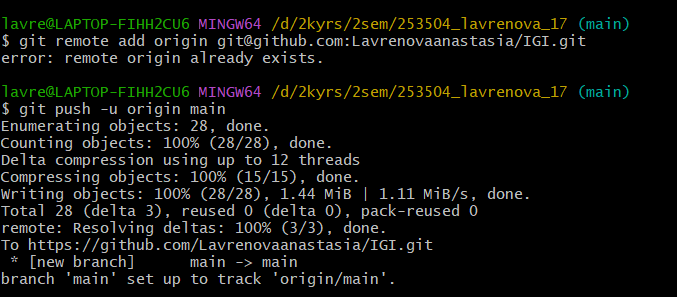 lavre@LAPTOP-FIHH2CU6 MINGW64 /d/2kyrs/2sem/253504_lavrenova_17 (main)
$ git remote add origin git@github.com:Lavrenovaanastasia/IGI.git
error: remote origin already exists.
lavre@LAPTOP-FIHH2CU6 MINGW64 /d/2kyrs/2sem/253504_lavrenova_17 (main)
$ git push -u origin main
Enumerating objects: 28, done.
Counting objects: 100% (28/28), done.
Delta compression using up to 12 threads
Compressing objects: 100% (15/15), done.
Writing objects: 100% (28/28), 1.44 MiB | 1.11 MiB/s, done.
Total 28 (delta 3), reused 0 (delta 0), pack-reused 0
remote: Resolving deltas: 100% (3/3), done.
To https://github.com/Lavrenovaanastasia/IGI.git
 * [new branch]      main -> main
branch 'main' set up to track 'origin/main'.